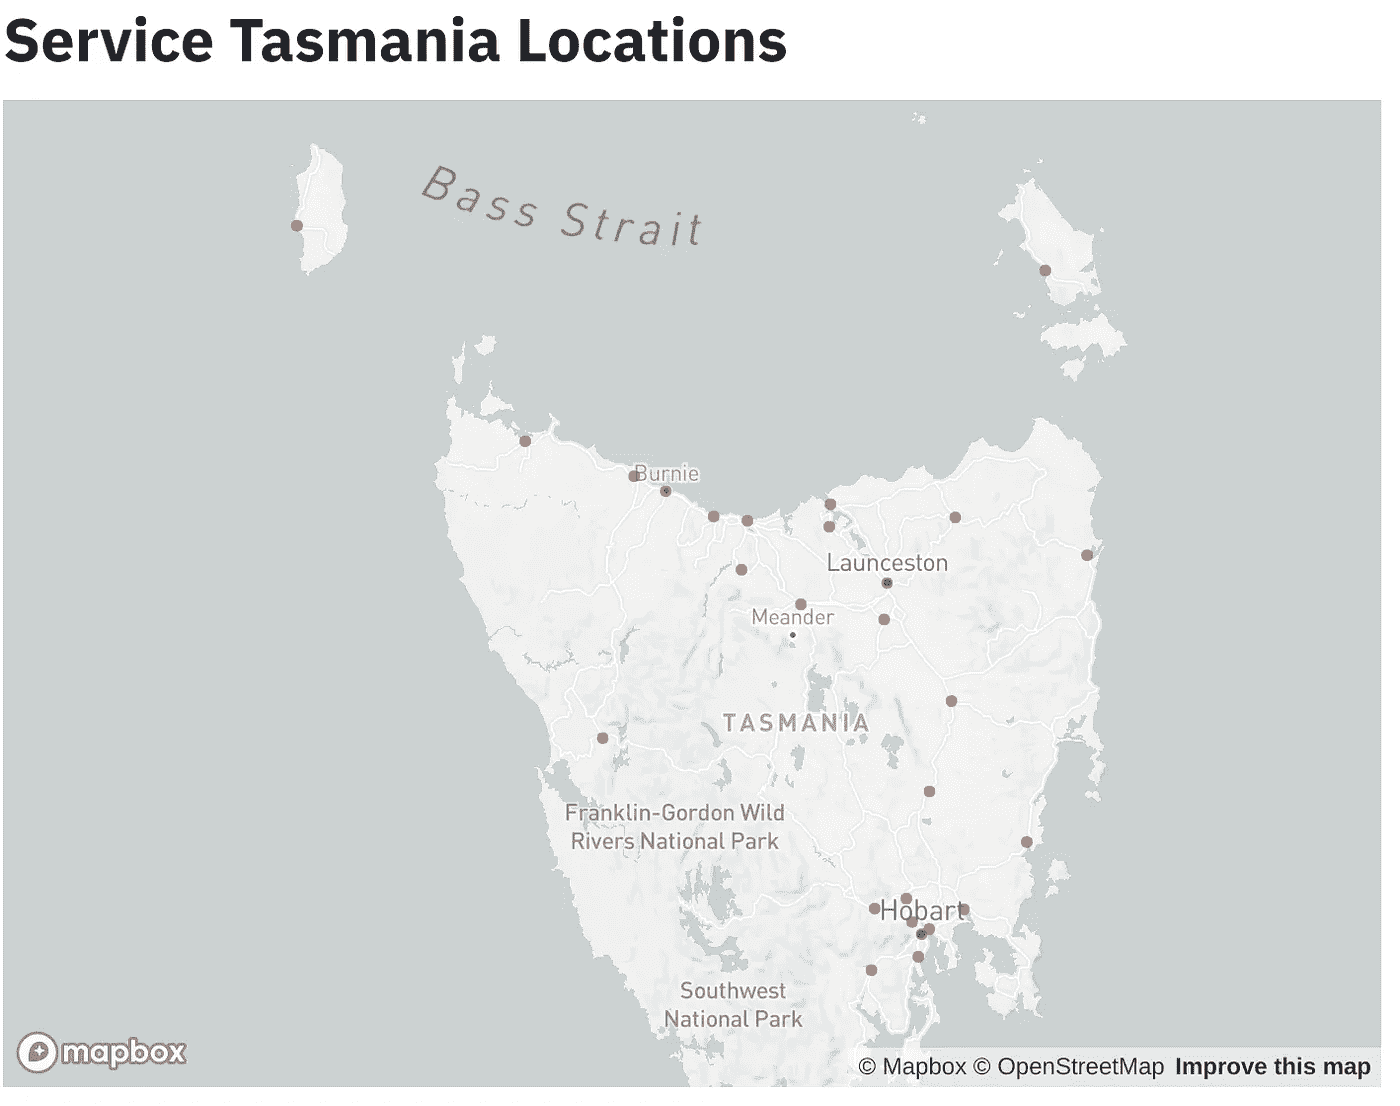 Service Tasmania Locations
Bass Strait
Burnie
Launceston
Meander
TASMANIA
Franklin-Gordon Wild
Rivers National Park
Hobart
Southwest
National Park
mapbox
© Mapbox © OpenStreetMap Improve this map